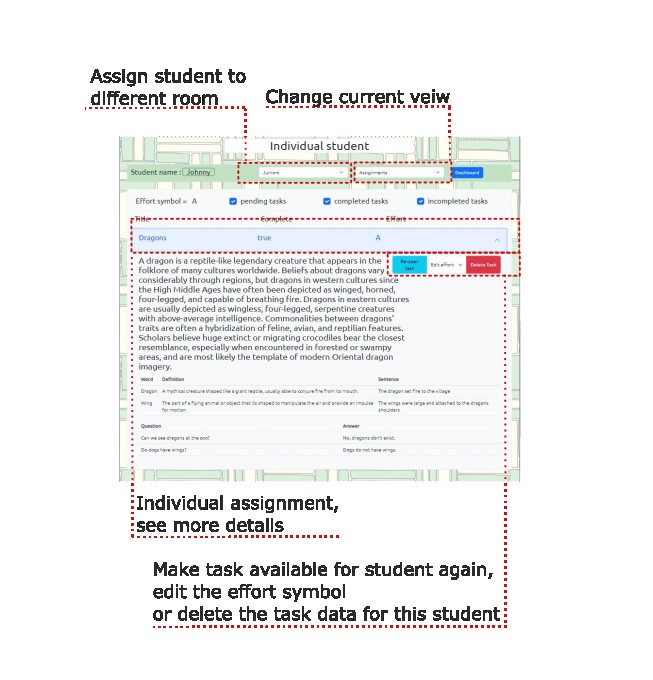 Assign student to
different room
Change current veiw
Individual student
Student name : Johnny
Juniors
Assignments
Dashboard
Effort symbol = A
pending tasks
completed tasks
incompleted tasks
Title Complete Effort
Dragons true A
A dragon is a reptile-like legendary creature that appears in the
folklore of many cultures worldwide. Beliefs about dragons vary
considerably through regions, but dragons in western cultures since
the High Middle Ages have often been depicted as winged, horned,
four-legged, and capable of breathing fire. Dragons in eastern cultures
are usually depicted as wingless, four-legged, serpentine creatures
with above-average intelligence. Commonalities between dragons'
traits are often a hybridization of feline, avian, and reptilian features.
Scholars believe huge extinct or migrating crocodiles bear the closest
resemblance, especially when encountered in forested or swampy
areas, and are most likely the template of modern Oriental dragon
imagery.
task
Edit effort
Delete Task
Word Definition Sentence
Dragon A mythical creature shaped like a giant reptile, usually able to conjure fire from its mouth. The dragon set fire to the village
Wing The part of a flying animal or object that its shaped to manipulate the air and provide an impulse The wings were large and attached to the dragons
for motion. shoulders
Question Answer
Can we see dragons at the zoo? No, dragons don't exist.
Do dogs have wings? Dogs do not have wings.
Individual assignment,
see more details
Make task available for student again,
edit the effort symbol
or delete the task data for this student